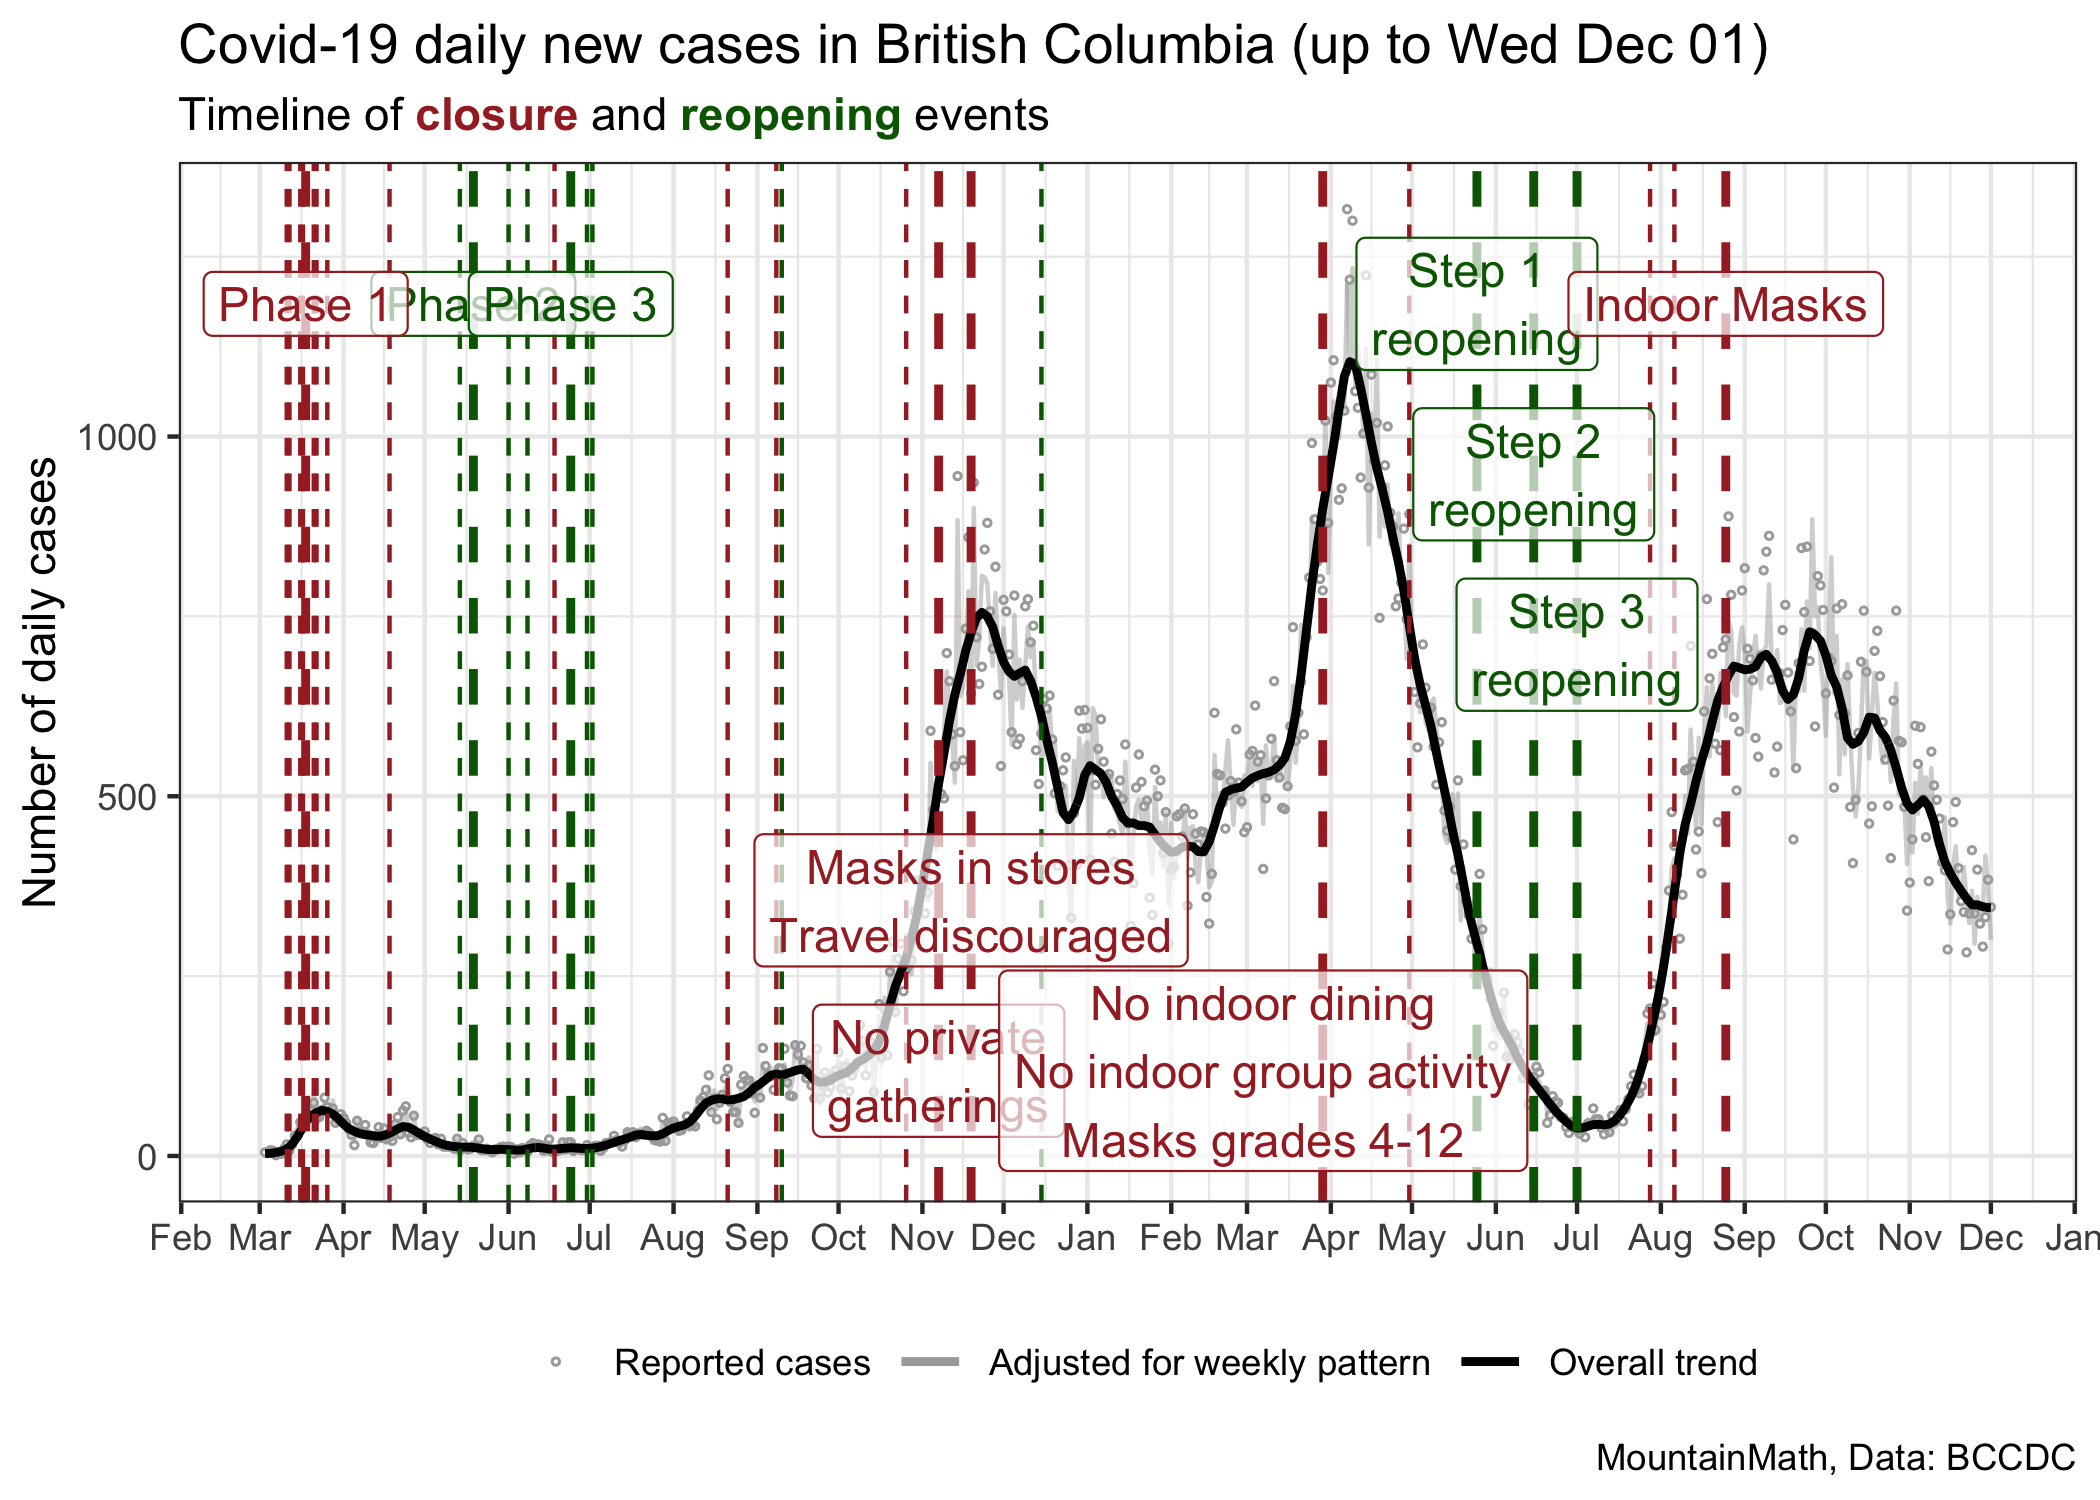 Covid-19 daily new cases in British Columbia (up to Wed Dec 01)
Timeline of closure and reopening events
Number of daily cases
1000
500
0
Phase 1
Phase 2
Phase 3
Step 1
reopening
Indoor Masks
Step 2
reopening
Step 3
reopening
Masks in stores
Travel discouraged
No private
gatherings
No indoor dining
No indoor group activity
Masks grades 4-12
Feb Mar Apr May Jun Jul Aug Sep Oct Nov Dec Jan Feb Mar Apr May Jun Jul Aug Sep Oct Nov Dec Jan
Reported cases Adjusted for weekly pattern Overall trend
MountainMath, Data: BCCDC